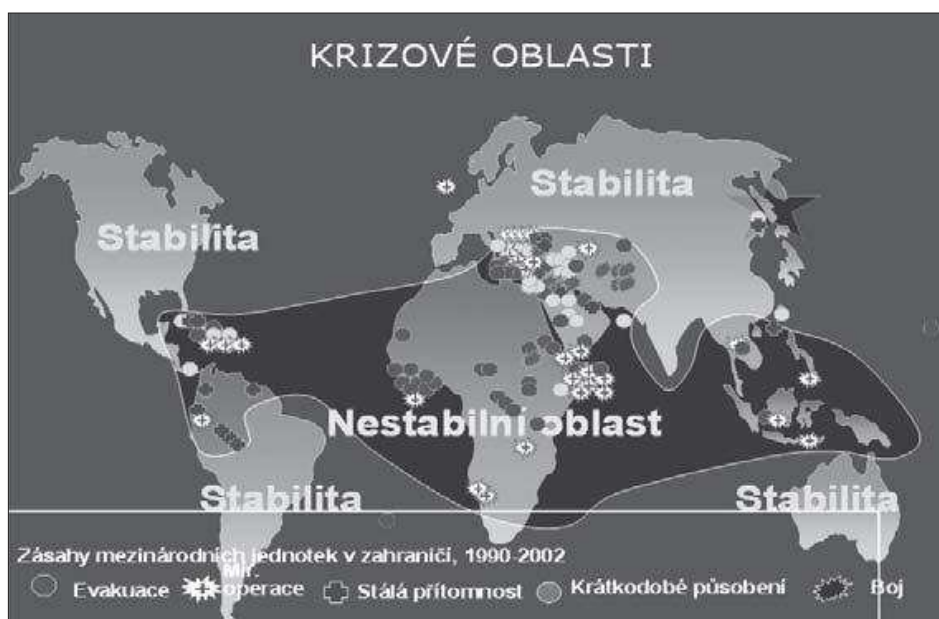 KRIZOVÉ OBLASTI
Stabilita
Stabilita
Nestabilní oblast
Stabilita
Stabilita
Zásahy mezinárodních jednotek v zahraničí, 1990-2002
Evakuace
M.r. operace
Stálá přítomnost
Krátkodobé působení
Boj